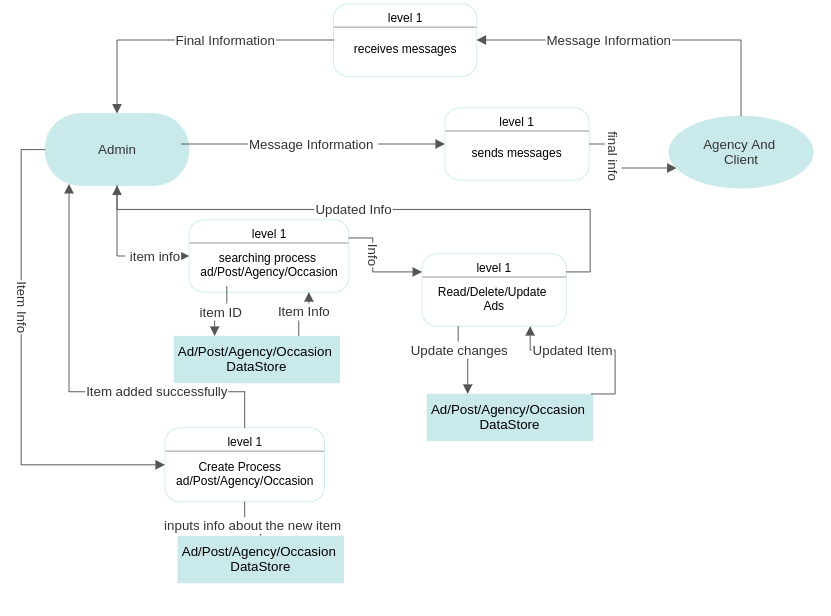 level 1
receives messages
Final Information
Message Information
level 1
sends messages
Admin
Message Information
final info
Agency And
Client
Updated Info
level 1
searching process
ad/Post/Agency/Occasion
item info
Info
level 1
Read/Delete/Update
Ads
Item Info
item ID
Item Info
Ad/Post/Agency/Occasion
DataStore
Update changes
Updated Item
Item added successfully
Ad/Post/Agency/Occasion
DataStore
level 1
Create Process
ad/Post/Agency/Occasion
inputs info about the new item
Ad/Post/Agency/Occasion
DataStore